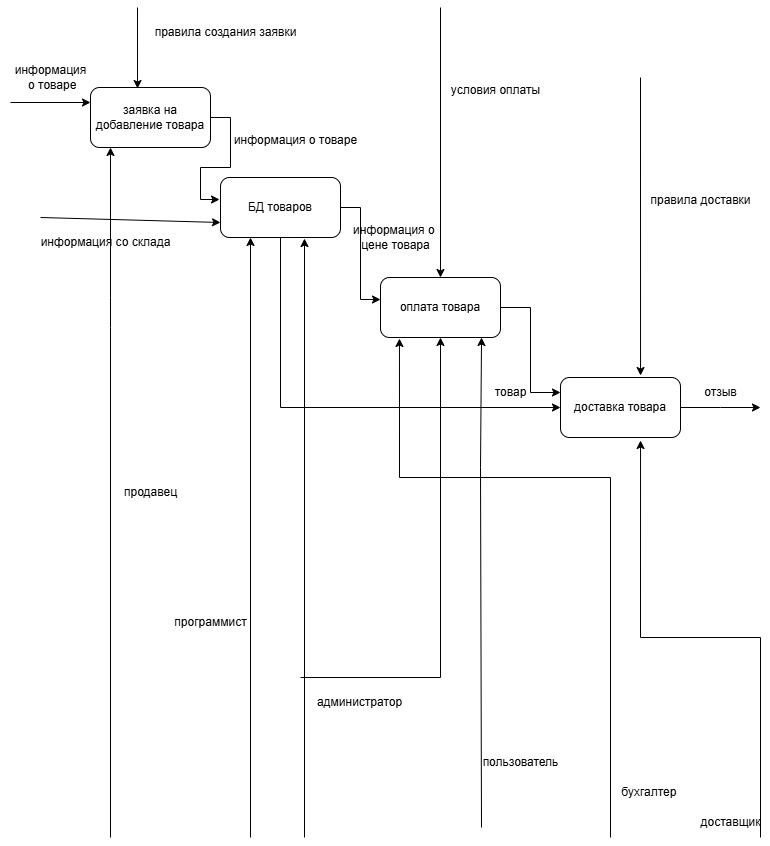 правила создания заявки
информация
о товаре
условия оплаты
заявка на
добавление товара
информация о товаре
БД товаров
правила доставки
информация о
цене товара
информация со склада
оплата товара
товар
отзыв
доставка товара
продавец
программист
администратор
пользователь
бухгалтер
доставщик